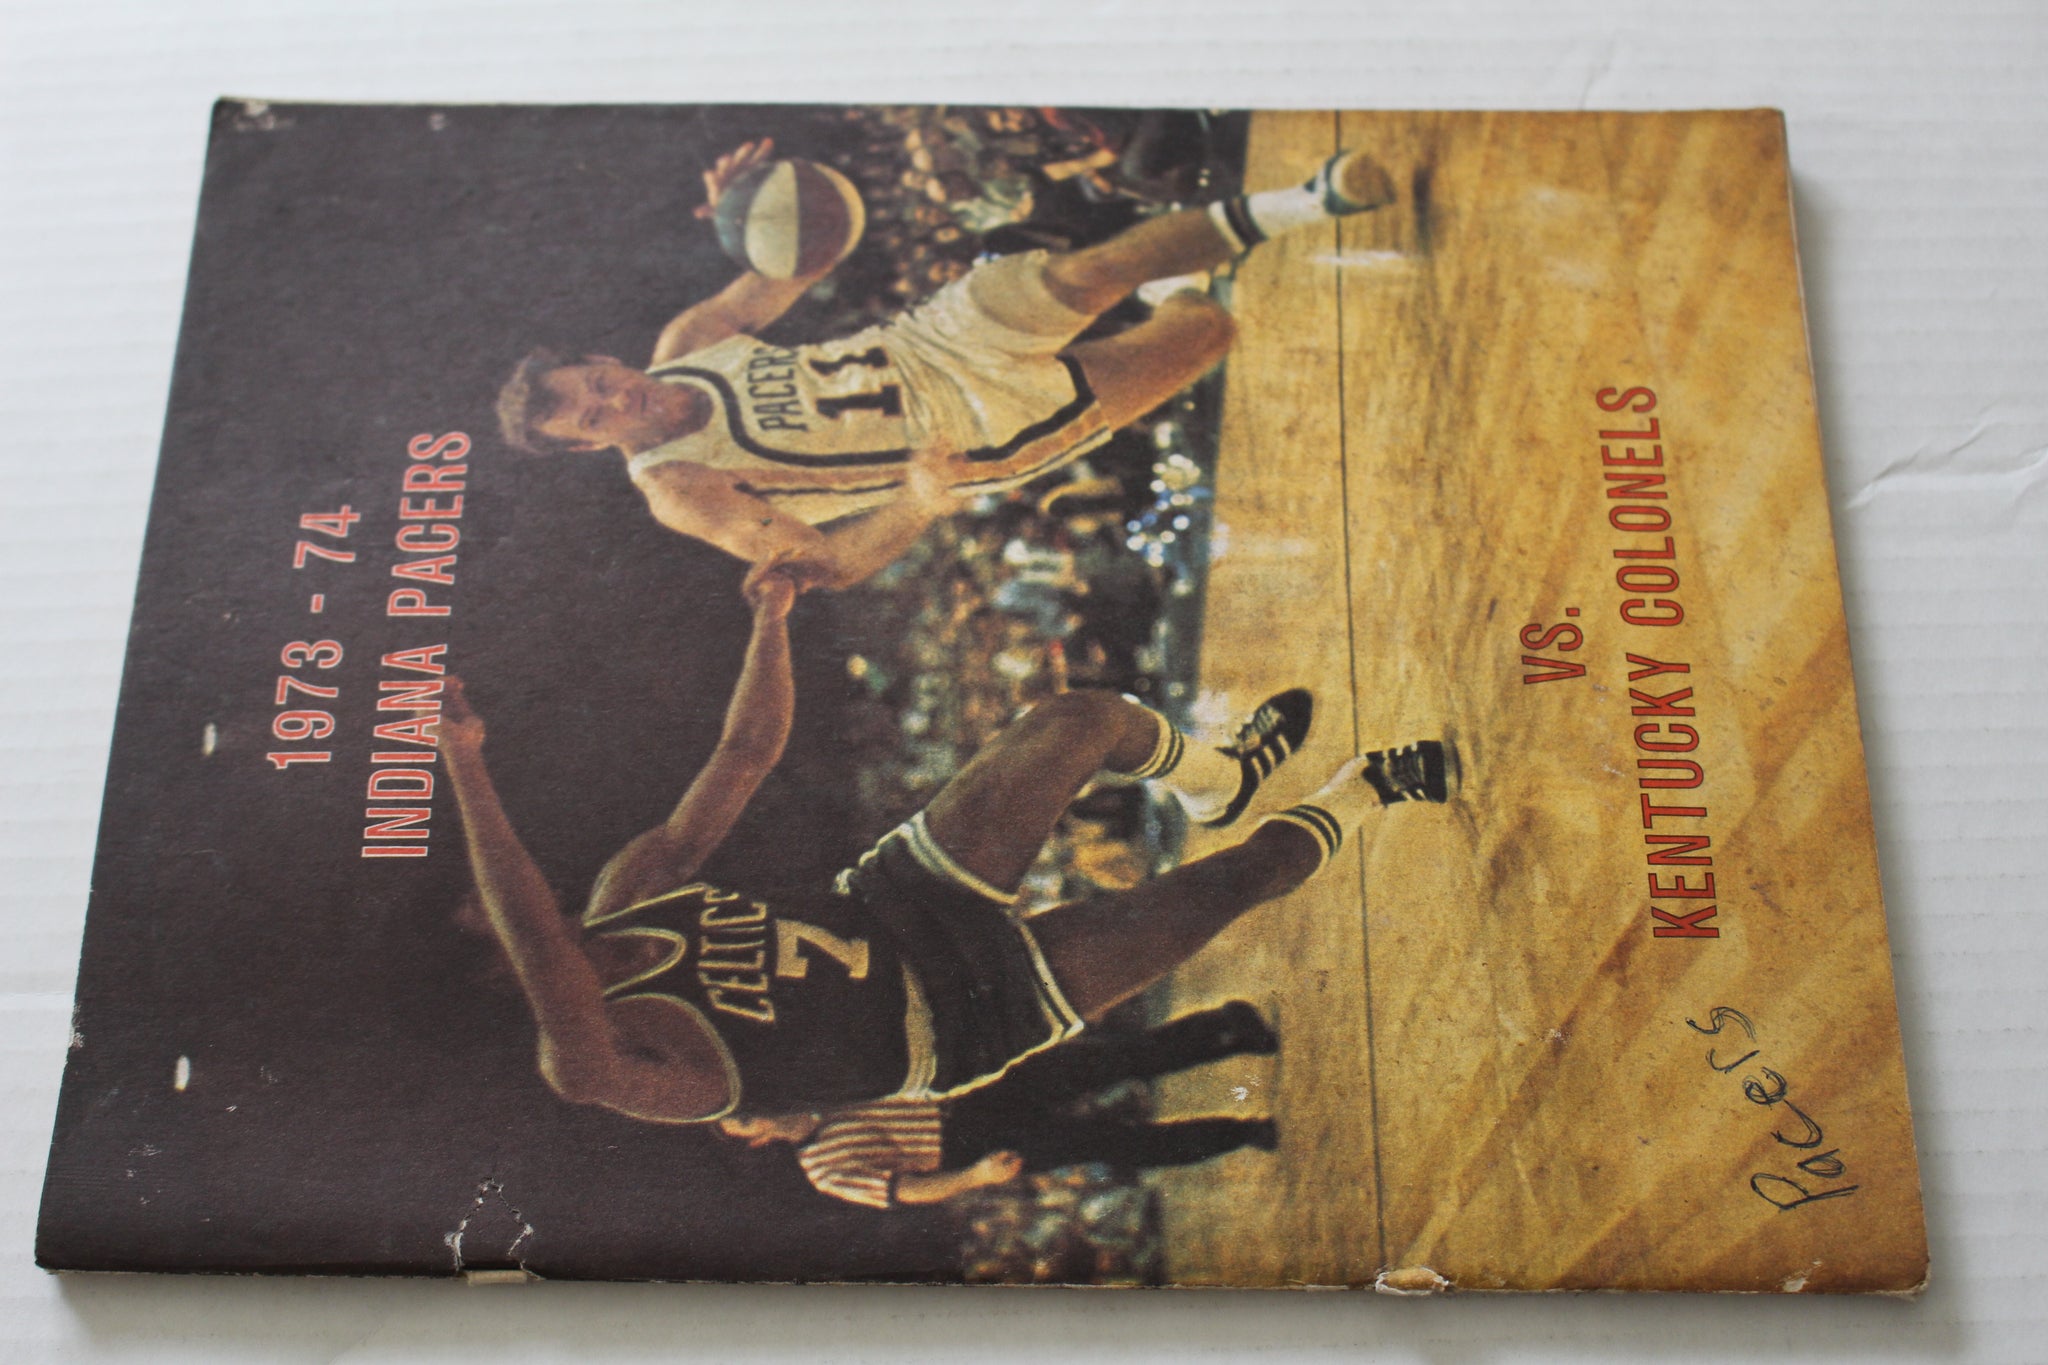 1973 - 74
INDIANA PACERS
PACERS
11
CELTICS
7
VS.
KENTUCKY COLONELS
Pacers